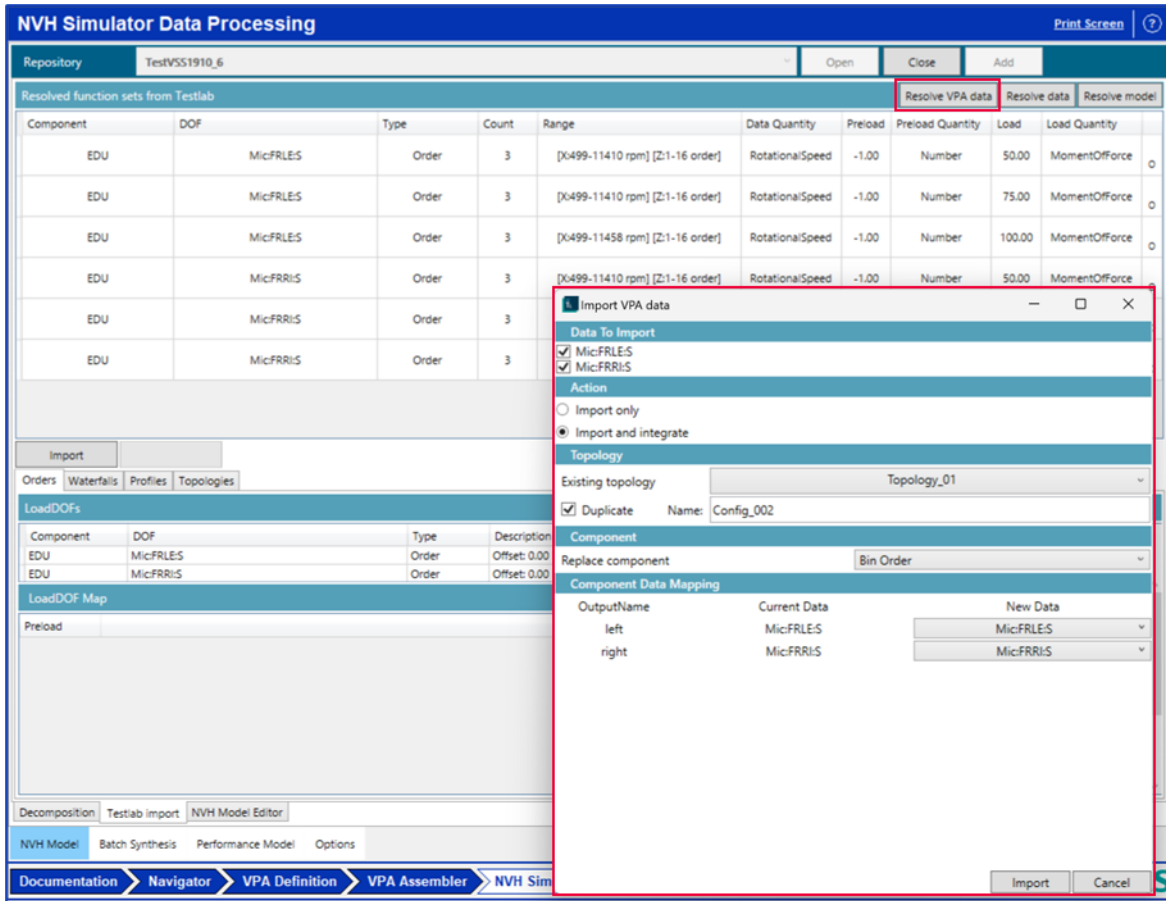 NVH Simulator Data Processing Print Screen ?
Repository TestVSS1910_6 Open Close Add
Resolved function sets from Testlab Resolve VPA data Resolve data Resolve model
Component DOF Type Count Range Data Quantity Preload Preload Quantity Load Load Quantity
EDU Mic:FRLE:S Order 3 [X:499-11410 rpm] [Z:1-16 order] RotationalSpeed -1.00 Number 50.00 MomentOfForce O
EDU Mic:FRLE:S Order 3 [X:499-11410 rpm] [Z:1-16 order] RotationalSpeed -1.00 Number 75.00 MomentOfForce O
EDU Mic:FRLE:S Order 3 [X:499-11458 rpm] [Z:1-16 order] RotationalSpeed -1.00 Number 100.00 MomentOfForce O
EDU Mic:FRRI:S Order 3 [X:499-11410 rpm] [Z:1-16 order] RotationalSpeed -1.00 Number 50.00 MomentOfForce
EDU Mic:FRRI:S Order 3
EDU Mic:FRRI:S Order 3
Import
Orders Waterfalls Profiles Topologies
LoadDOFs
Component DOF Type Description
EDU Mic:FRLE:S Order Offset: 0.00
EDU Mic:FRRI:S Order Offset: 0.00
LoadDOF Map
Preload
Decomposition Testlab import NVH Model Editor
NVH Model Batch Synthesis Performance Model Options
Documentation Navigator VPA Definition VPA Assembler NVH Sim
Import VPA data
Data To Import
Mic:FRLE:S
Mic:FRRI:S
Action
Import only
Import and integrate
Topology
Existing topology Topology_01
Duplicate Name: Config_002
Component
Replace component Bin Order
Component Data Mapping
OutputName Current Data New Data
left Mic:FRLE:S Mic:FRLE:S
right Mic:FRRI:S Mic:FRRI:S
Import Cancel
S